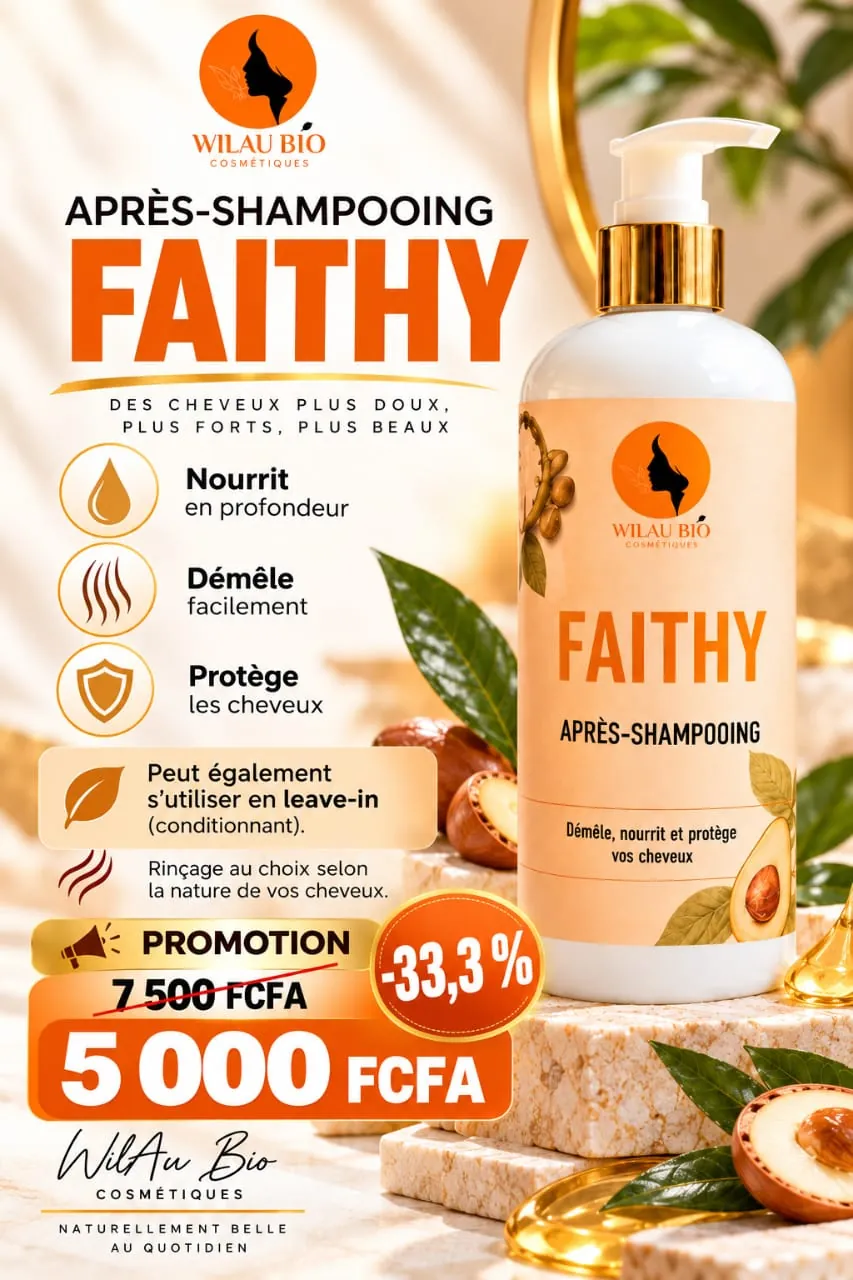 WILAU BIO
COSMÉTIQUES
APRÈS-SHAMPOOING
FAITHY
DES CHEVEUX PLUS DOUX,
PLUS FORTS, PLUS BEAUX
Nourrit
en profondeur
Démêle
facilement
Protège
les cheveux
Peut également
s'utiliser en leave-in
(conditionnant).
Rinçage au choix selon
la nature de vos cheveux.
PROMOTION
7 500 FCFA
-33,3 %
5 000 FCFA
WilAu Bio
COSMÉTIQUES
NATURELLEMENT BELLE
AU QUOTIDIEN
WILAU BIO
COSMÉTIQUES
FAITHY
APRÈS-SHAMPOOING
Démêle, nourrit et protège
vos cheveux